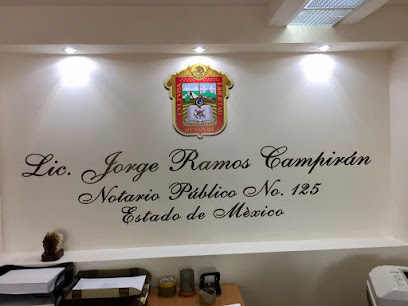 Lic. Jorge Ramos Campirán
Notario Público No. 125
Estado de Mèxico